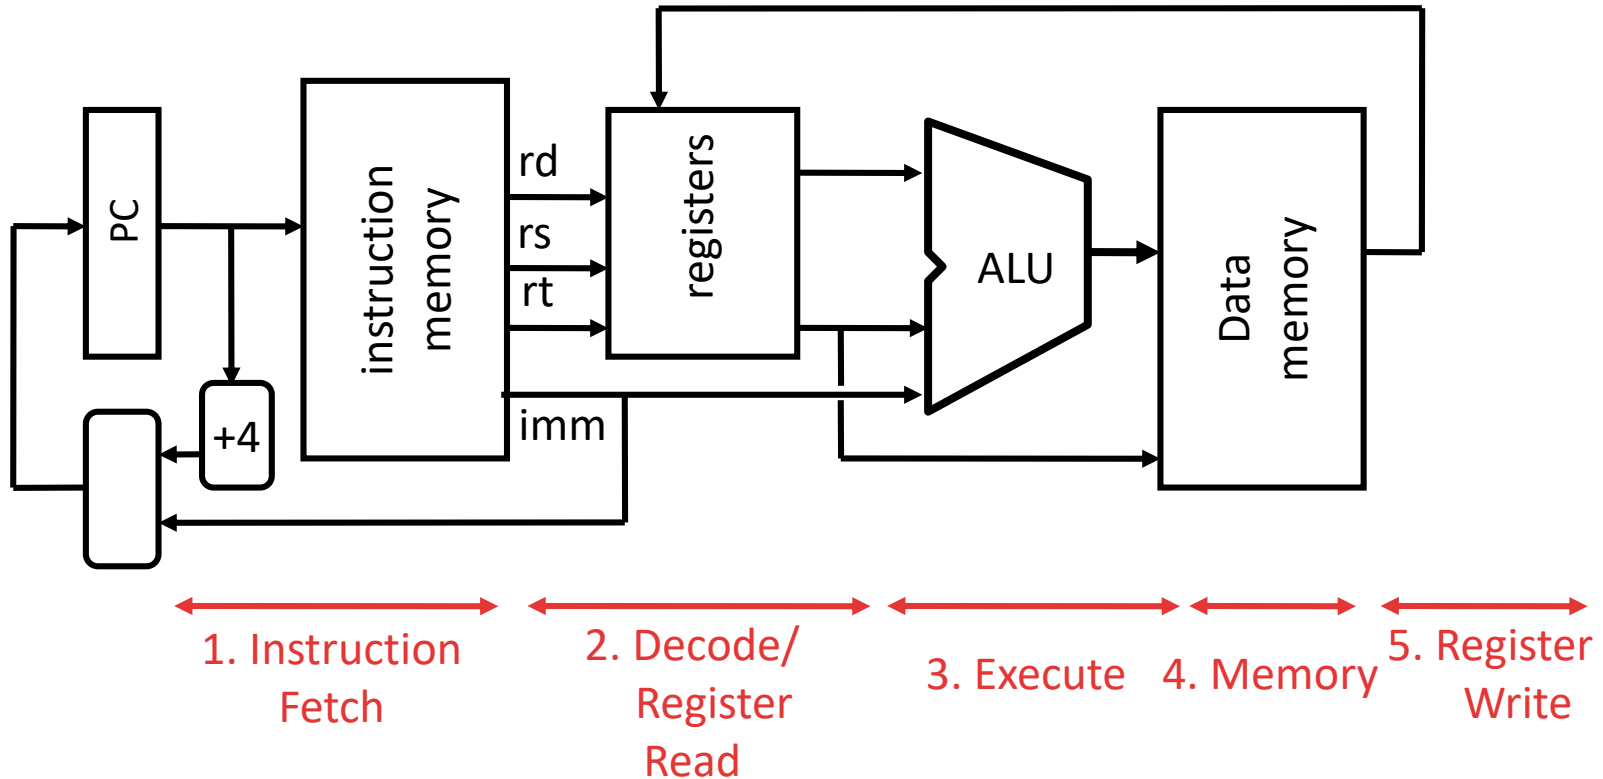 PC
+4
instruction
memory
rd
rs
rt
imm
registers
ALU
Data
memory
1. Instruction
Fetch
2. Decode/
Register
Read
3. Execute
4. Memory
5. Register
Write